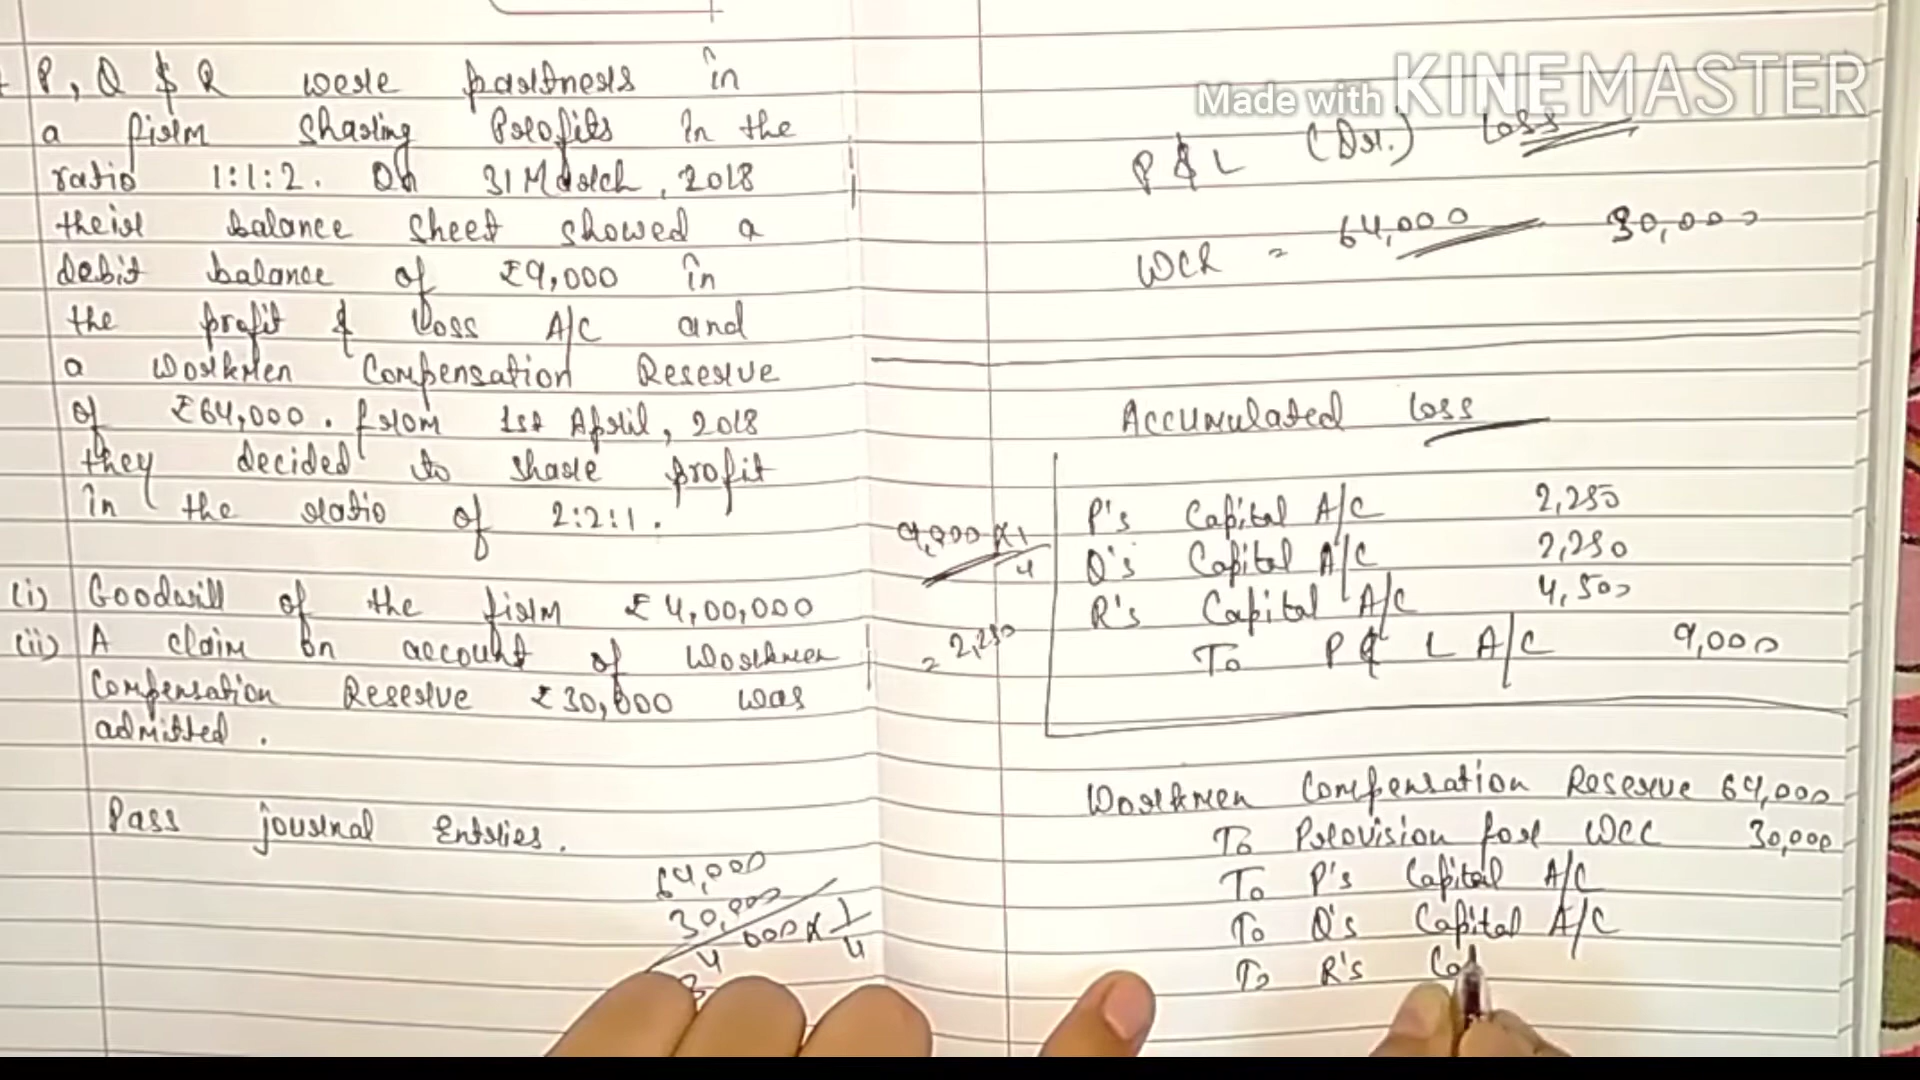 P, Q & R were partners in
a firm sharing Profits in the
ratio 1:1:2. On 31 March, 2018
their balance sheet showed a
debit balance of ₹9,000 in
the profit & loss A/C and
a Workmen Compensation Reserve
of ₹64,000. from 1st April, 2018
they decided to share profit
in the ratio of 2:2:1.
(i) Goodwill of the firm ₹4,00,000
(ii) A claim on account of Workmen
Compensation Reserve ₹30,000 was
admitted.
Pass journal Entries.
64,000
30,000
34 000 × 1/4
Made with KINEMASTER
P & L (Dr.) Loss
WCR = 64,000 30,000
Accumulated loss
9,000 × 1/4
= 2,250
P's Capital A/C 2,250
Q's Capital A/C 2,250
R's Capital A/C 4,500
To P & L A/C 9,000
Workmen Compensation Reserve 64,000
To Provision for WCC 30,000
To P's Capital A/C
To Q's Capital A/C
To R's Ca